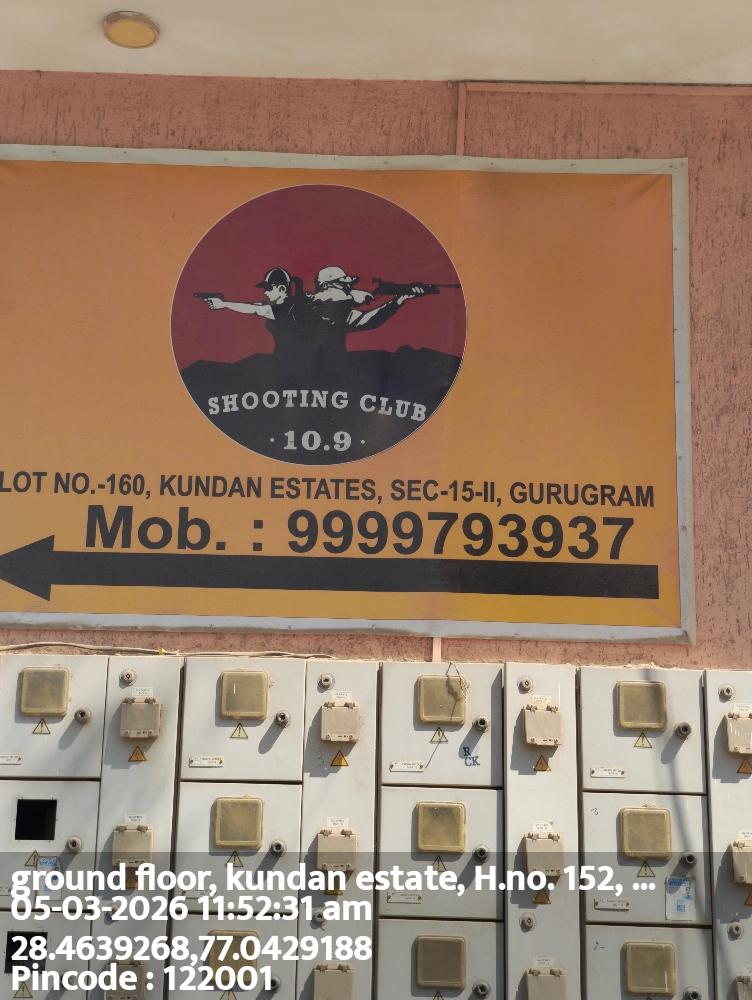 SHOOTING CLUB
· 10.9 ·
LOT NO.-160, KUNDAN ESTATES, SEC-15-II, GURUGRAM
Mob. : 9999793937
R
CK
ground floor, kundan estate, H.no. 152, ...
05-03-2026 11:52:31 am
28.4639268,77.0429188
Pincode : 122001